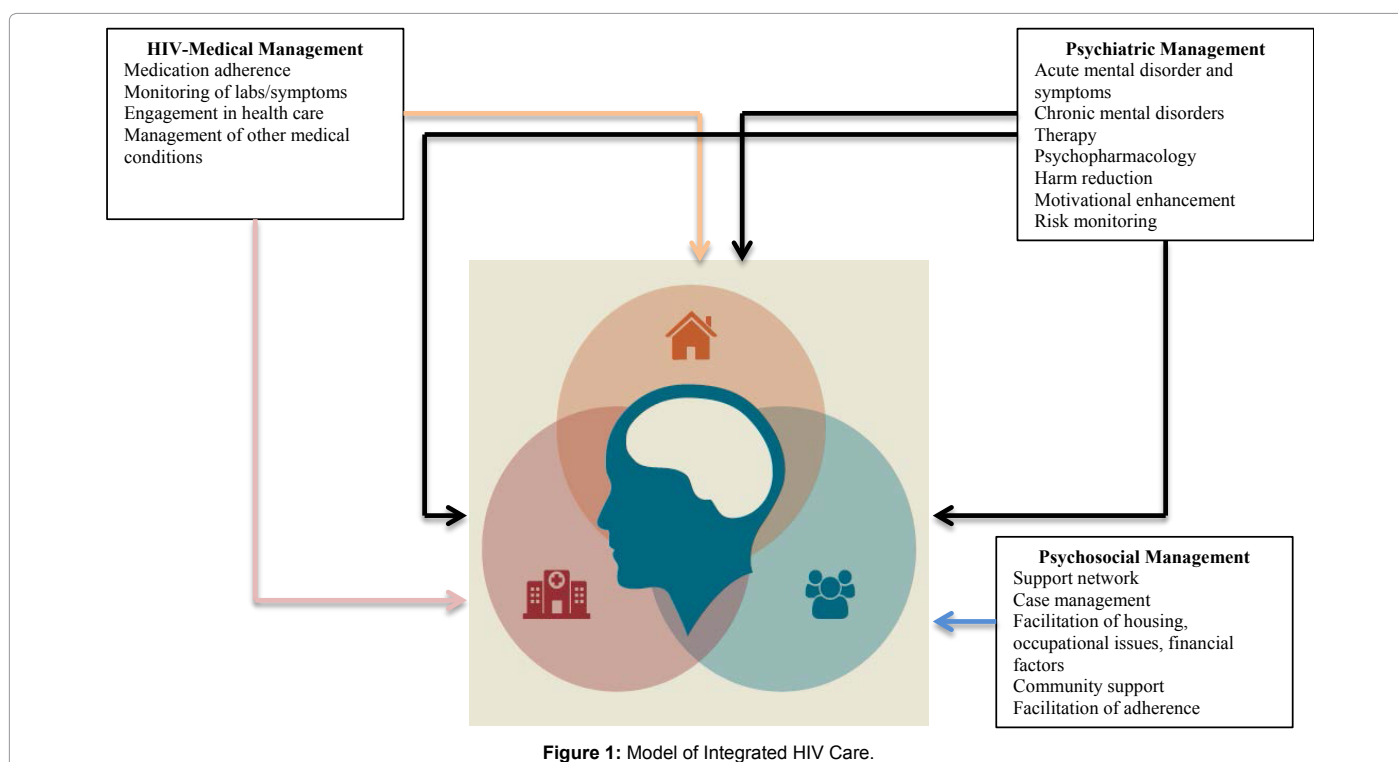 HIV-Medical Management
Medication adherence
Monitoring of labs/symptoms
Engagement in health care
Management of other medical
conditions
Psychiatric Management
Acute mental disorder and
symptoms
Chronic mental disorders
Therapy
Psychopharmacology
Harm reduction
Motivational enhancement
Risk monitoring
Psychosocial Management
Support network
Case management
Facilitation of housing,
occupational issues, financial
factors
Community support
Facilitation of adherence
Figure 1: Model of Integrated HIV Care.